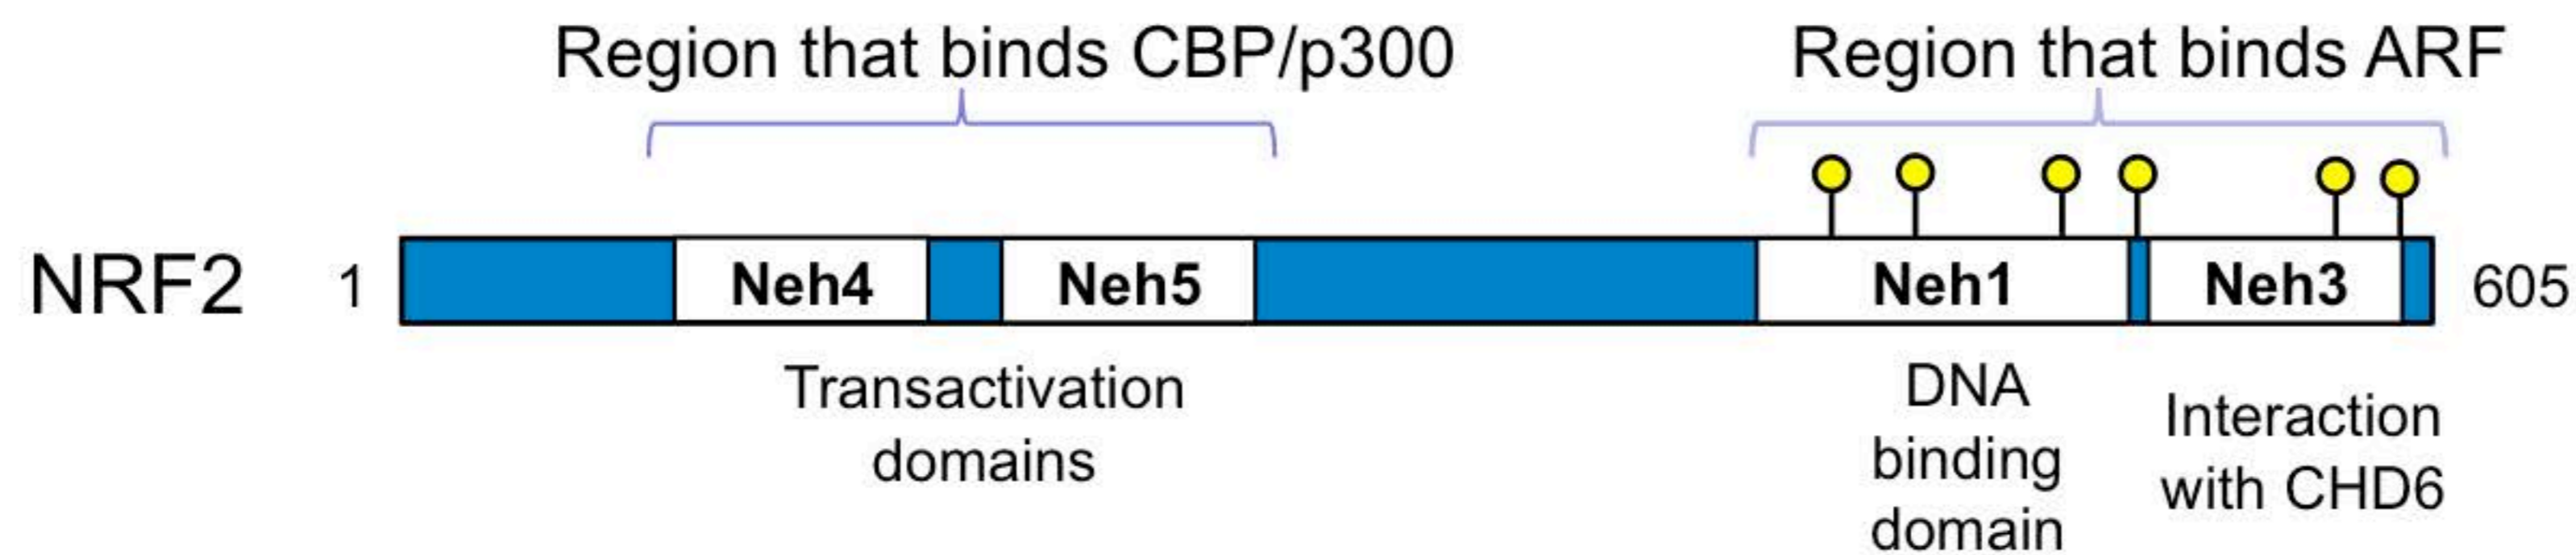 Region that binds CBP/p300
Region that binds ARF
NRF2
1
Neh4
Neh5
Neh1
Neh3
605
Transactivation
domains
DNA
binding
domain
Interaction
with CHD6